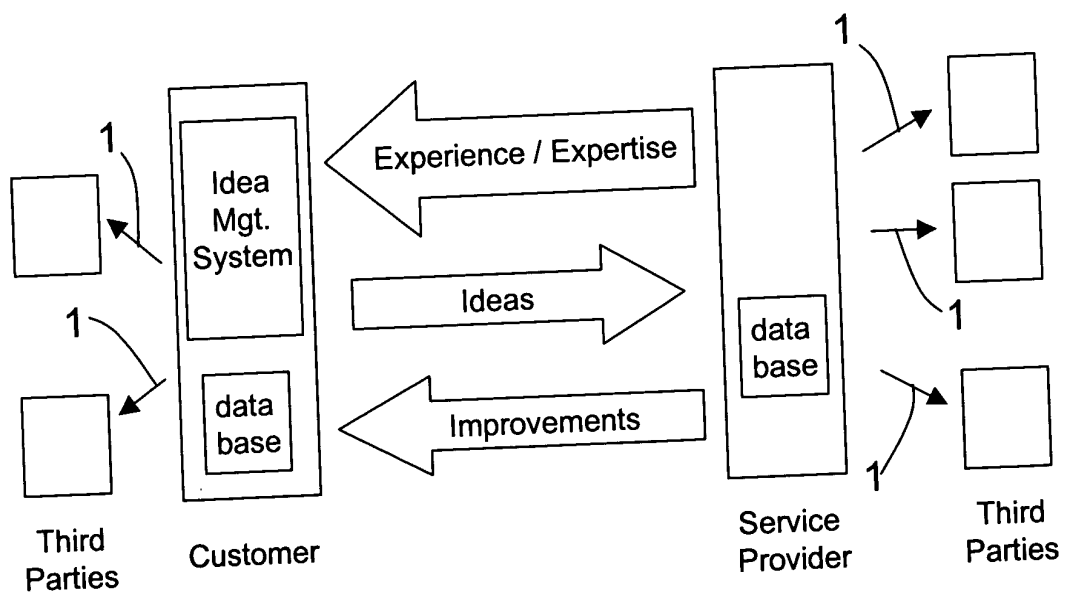 1
1
Experience / Expertise
Idea
Mgt.
System
Ideas
1
1
data
base
data
base
Improvements
1
Third
Parties
Customer
Service
Provider
Third
Parties